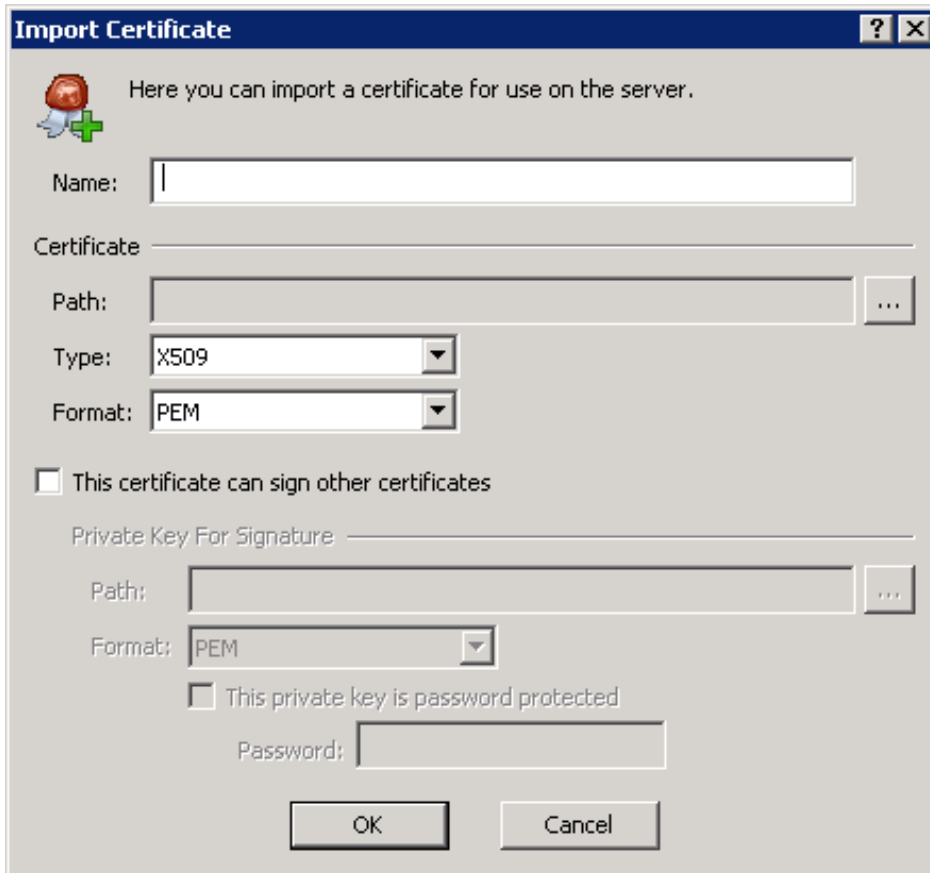 Import Certificate
Here you can import a certificate for use on the server.
Name:
Certificate
Path:
...
Type: X509
Format: PEM
This certificate can sign other certificates
Private Key For Signature
Path:
...
Format: PEM
This private key is password protected
Password:
OK Cancel